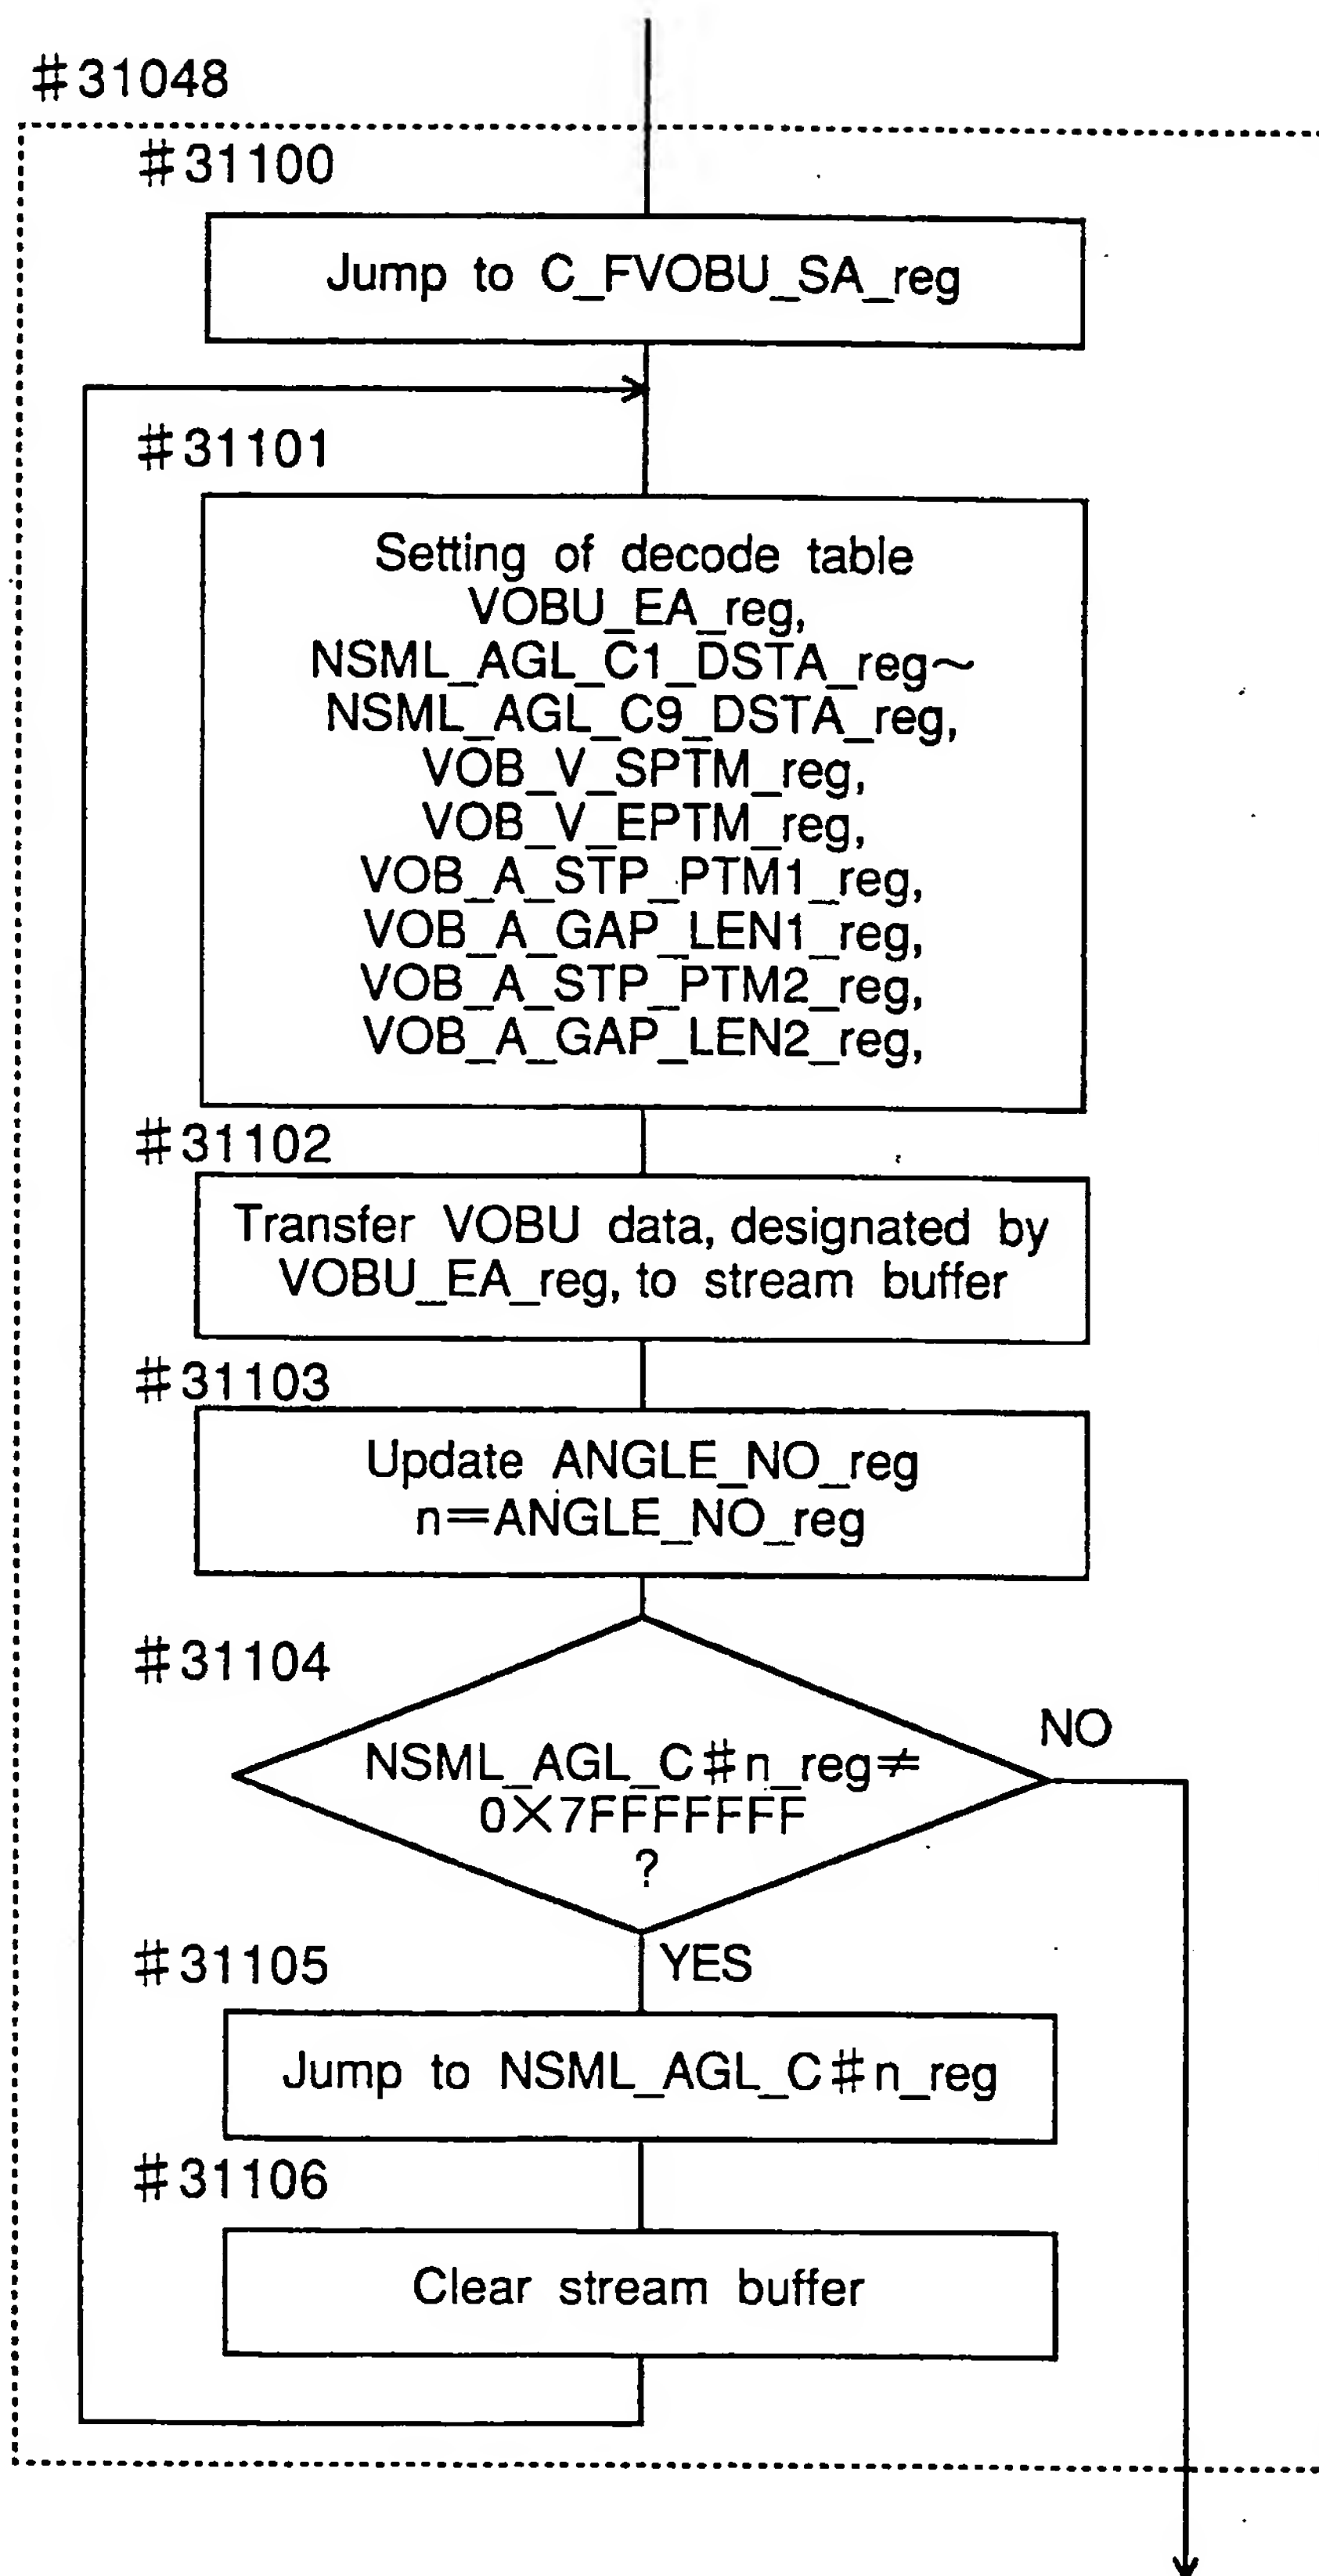 #31048
#31100
Jump to C_FVOBU_SA_reg
#31101
Setting of decode table
VOBU_EA_reg,
NSML_AGL_C1_DSTA_reg~
NSML_AGL_C9_DSTA_reg,
VOB_V_SPTM_reg,
VOB_V_EPTM_reg,
VOB_A_STP_PTM1_reg,
VOB_A_GAP_LEN1_reg,
VOB_A_STP_PTM2_reg,
VOB_A_GAP_LEN2_reg,
#31102
Transfer VOBU data, designated by
VOBU_EA_reg, to stream buffer
#31103
Update ANGLE_NO_reg
n=ANGLE_NO_reg
#31104
NO
NSML_AGL_C#n_reg≠
0X7FFFFFFF
?
#31105
YES
Jump to NSML_AGL_C#n_reg
#31106
Clear stream buffer